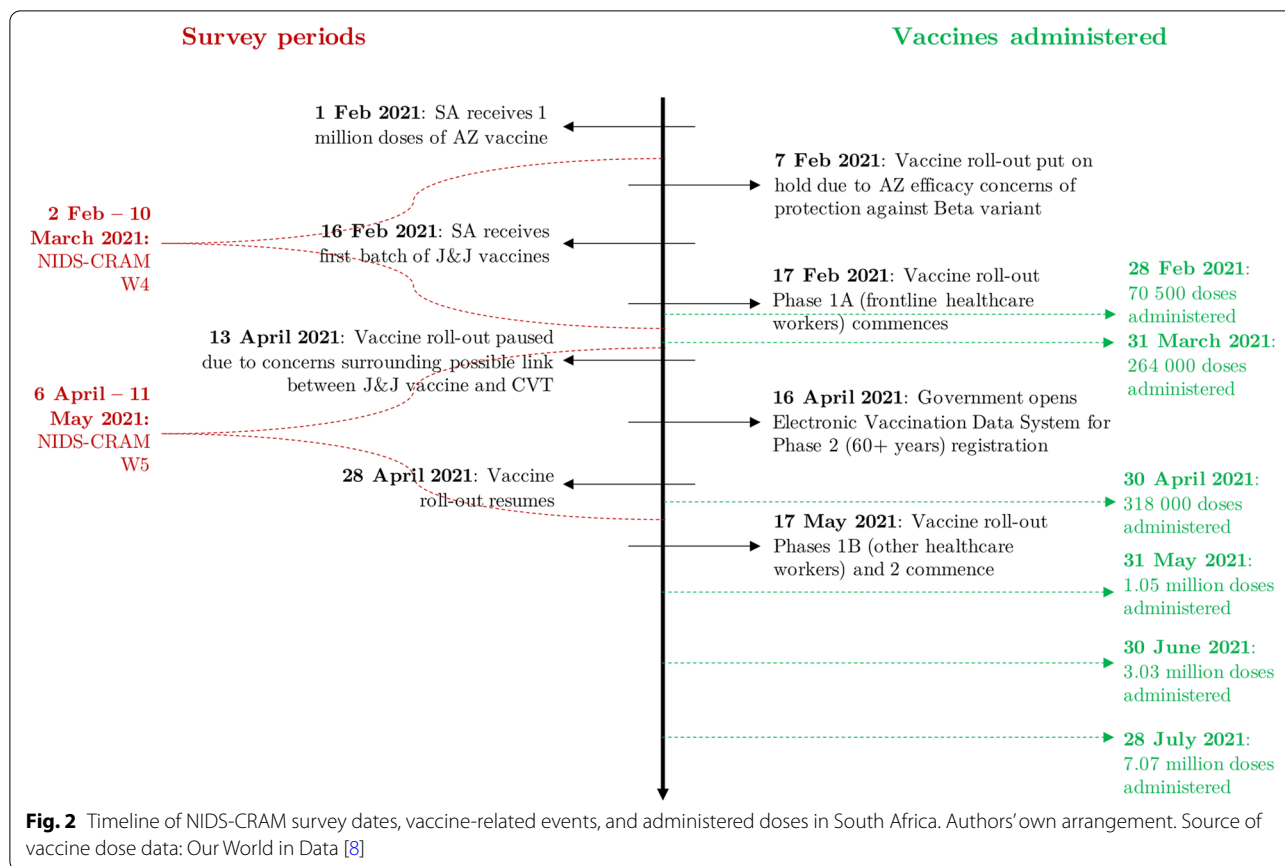 Survey periods
Vaccines administered
1 Feb 2021: SA receives 1
million doses of AZ vaccine
7 Feb 2021: Vaccine roll-out put on
hold due to AZ efficacy concerns of
protection against Beta variant
2 Feb – 10
March 2021:
NIDS-CRAM
W4
16 Feb 2021: SA receives
first batch of J&J vaccines
17 Feb 2021: Vaccine roll-out
Phase 1A (frontline healthcare
workers) commences
28 Feb 2021:
70 500 doses
administered
31 March 2021:
264 000 doses
administered
13 April 2021: Vaccine roll-out paused
due to concerns surrounding possible link
between J&J vaccine and CVT
6 April – 11
May 2021:
NIDS-CRAM
W5
16 April 2021: Government opens
Electronic Vaccination Data System for
Phase 2 (60+ years) registration
28 April 2021: Vaccine
roll-out resumes
30 April 2021:
318 000 doses
administered
17 May 2021: Vaccine roll-out
Phases 1B (other healthcare
workers) and 2 commence
31 May 2021:
1.05 million doses
administered
30 June 2021:
3.03 million doses
administered
28 July 2021:
7.07 million doses
administered
Fig. 2 Timeline of NIDS-CRAM survey dates, vaccine-related events, and administered doses in South Africa. Authors' own arrangement. Source of
vaccine dose data: Our World in Data [8]